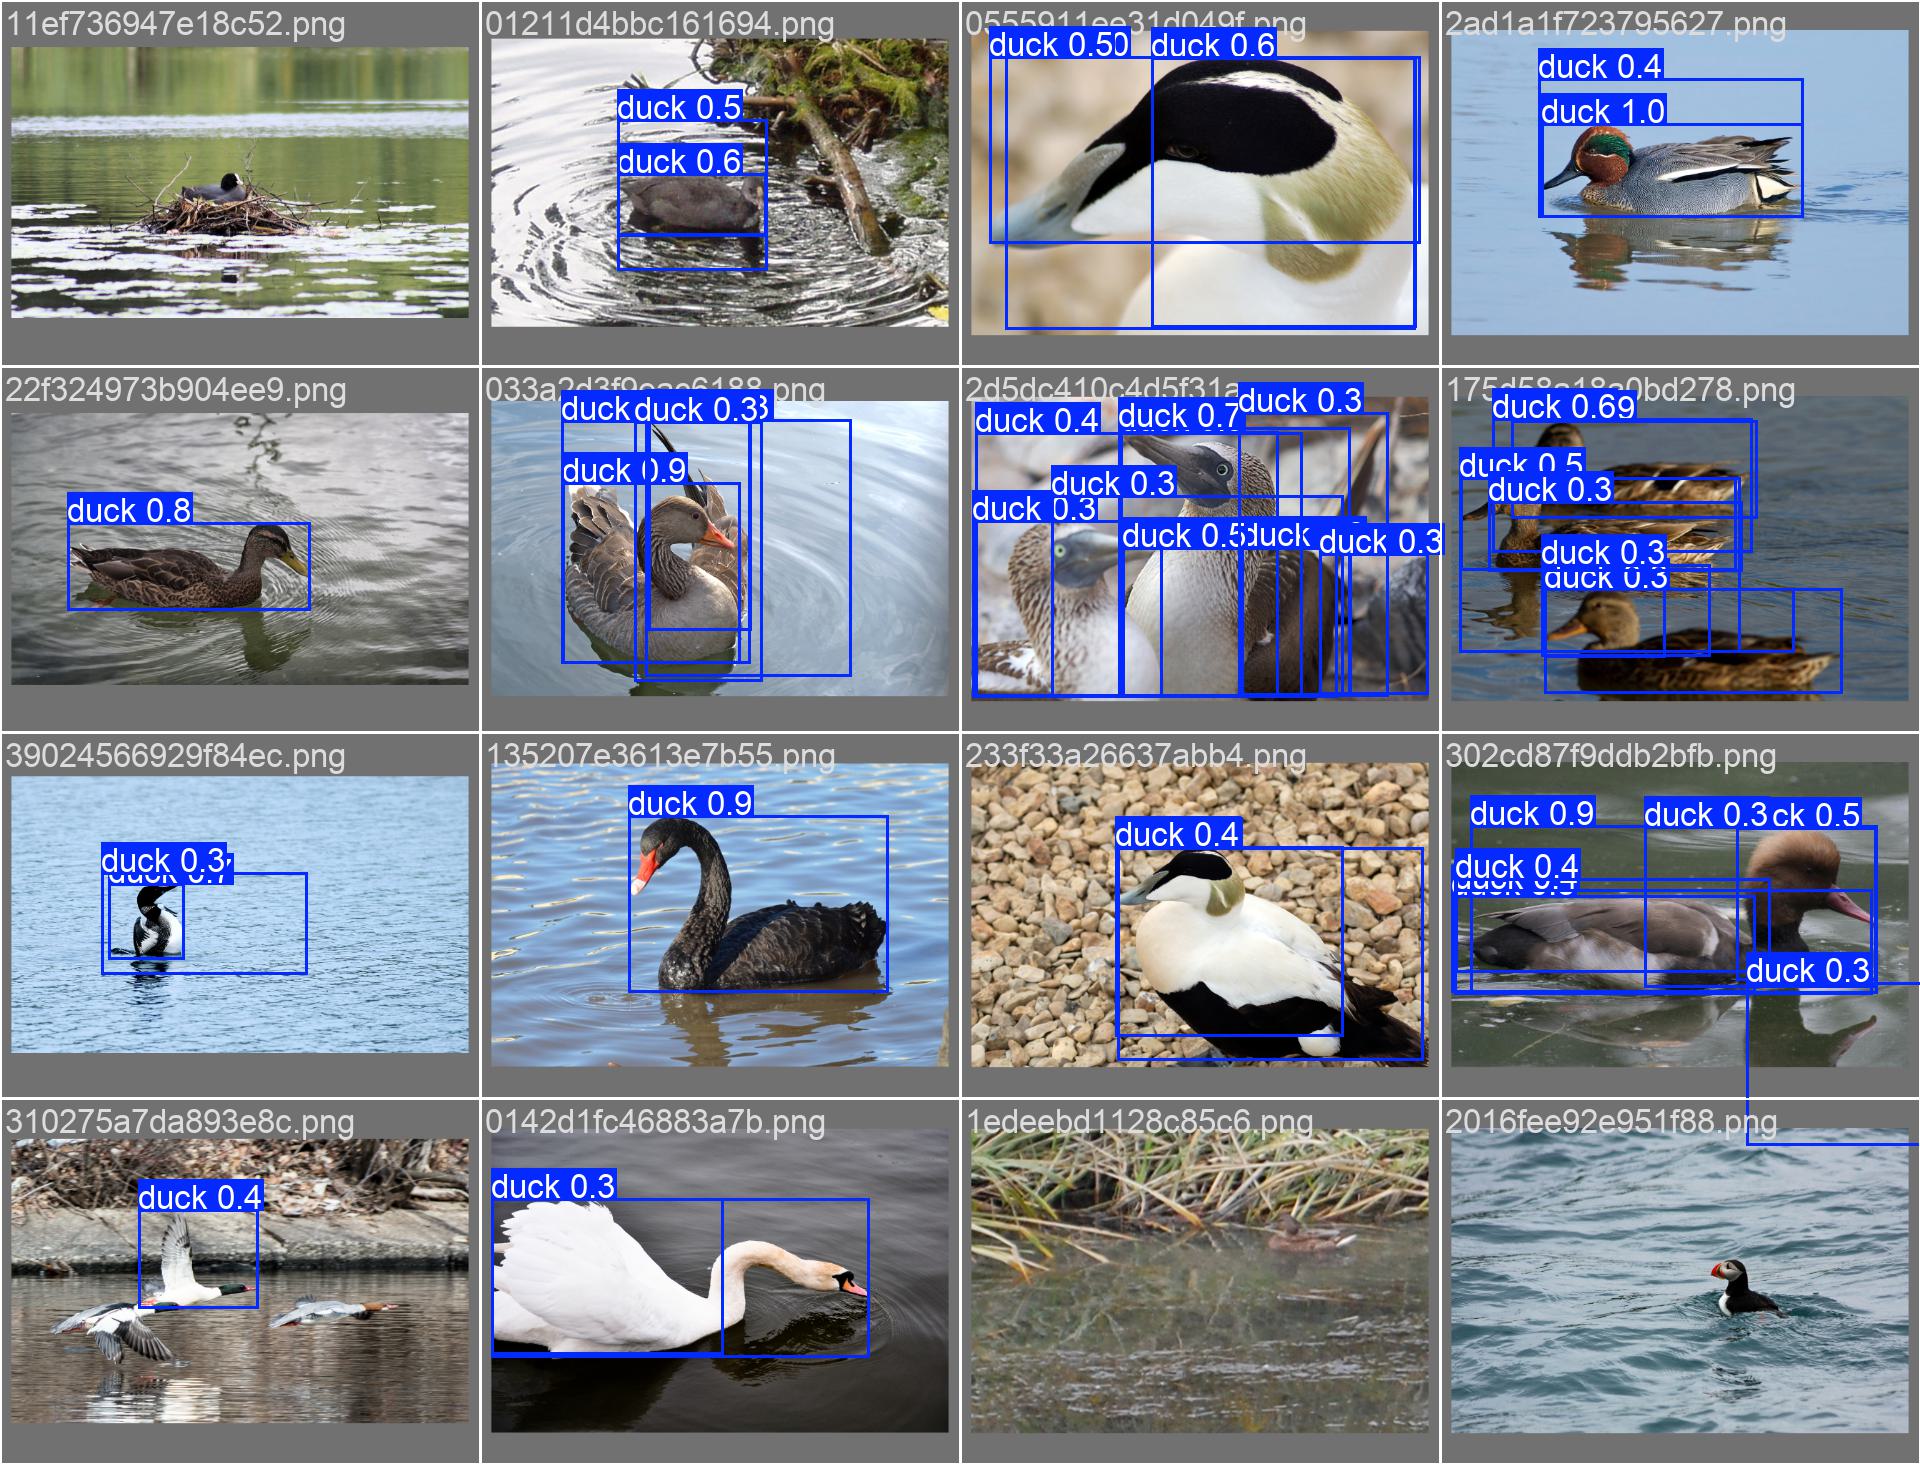 11ef736947e18c52.png
01211d4bbc161694.png
0555911ee31d049f.png
2ad1a1f723795627.png
duck 0.5
duck 0.6
duck 0.50
duck 0.6
duck 0.4
duck 1.0
22f324973b904ee9.png
175d58a18a0bd278.png
duck 0.8
duck
duck 0.3
duck 0.9
duck 0.4
duck 0.7
duck 0.3
duck 0.3
duck 0.3
duck 0.5
duck
duck 0.3
duck 0.69
duck 0.5
duck 0.3
duck 0.3
duck 0.3
39024566929f84ec.png
135207e3613e7b55.png
233f33a26637abb4.png
302cd87f9ddb2bfb.png
duck 0.3
duck 0.9
duck 0.4
duck 0.9
duck 0.3
ck 0.5
duck 0.4
duck 0.3
310275a7da893e8c.png
0142d1fc46883a7b.png
1edeebd1128c85c6.png
2016fee92e951f88.png
duck 0.4
duck 0.3